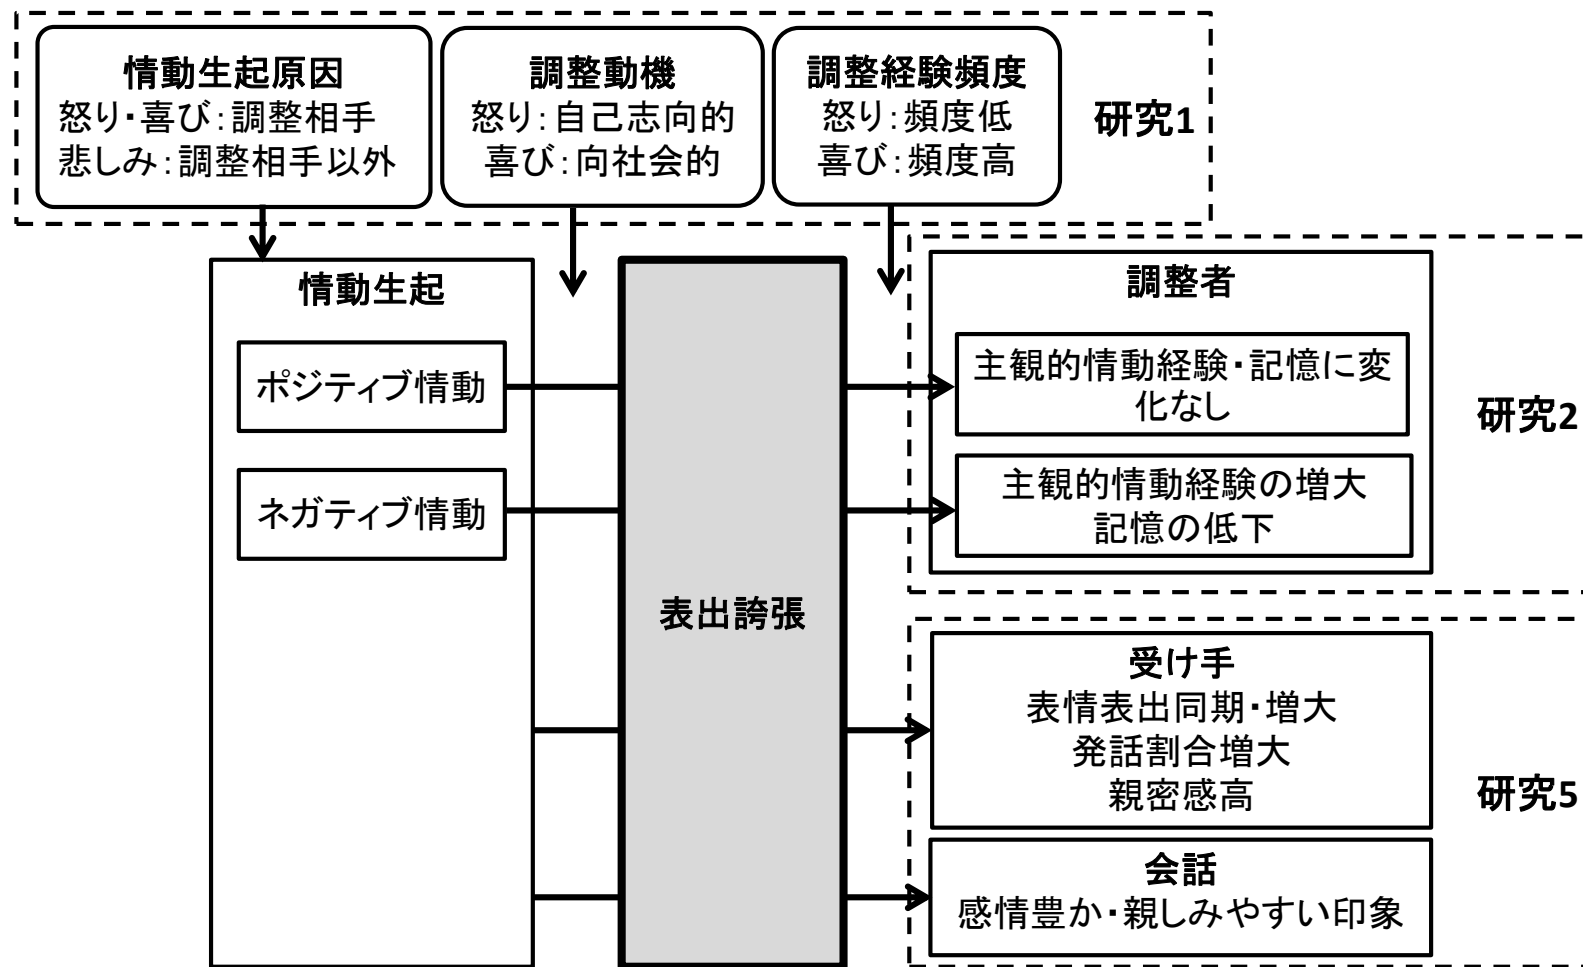 情動生起原因
怒り・喜び：調整相手
悲しみ：調整相手以外
調整動機
怒り：自己志向的
喜び：向社会的
調整経験頻度
怒り：頻度低
喜び：頻度高
研究1
情動生起
ポジティブ情動
ネガティブ情動
表出誇張
調整者
主観的情動経験・記憶に変
化なし
主観的情動経験の増大
記憶の低下
研究2
受け手
表情表出同期・増大
発話割合増大
親密感高
会話
感情豊か・親しみやすい印象
研究5